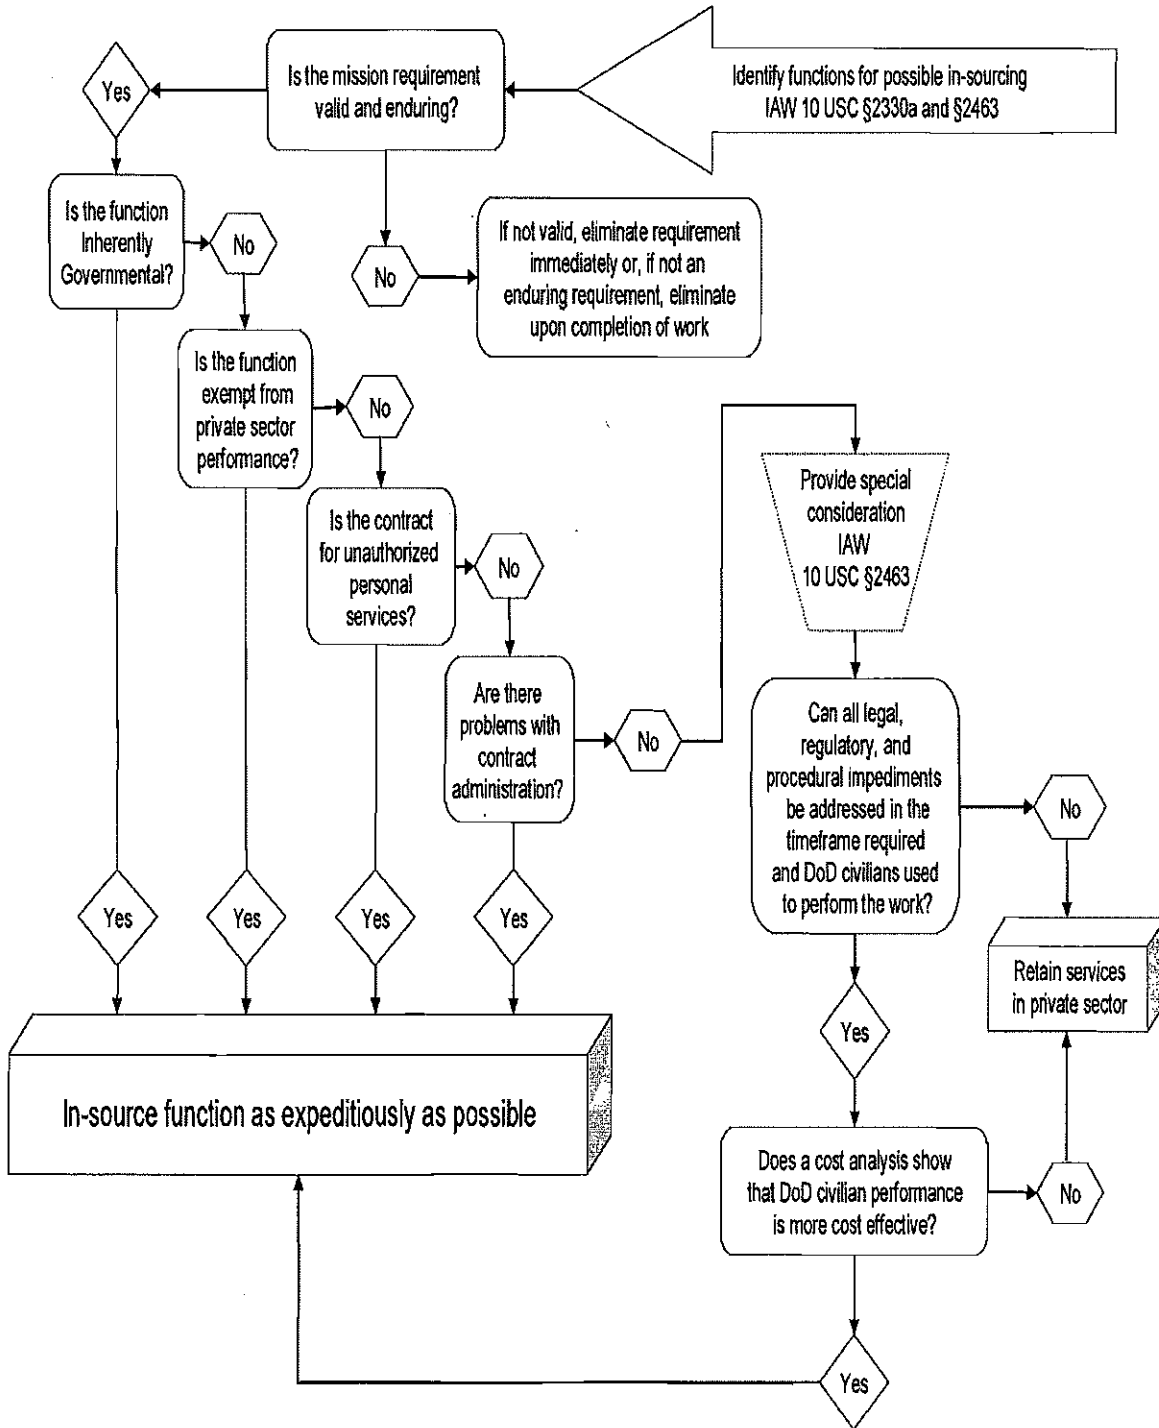 Identify functions for possible in-sourcing
IAW 10 USC §2330a and §2463
Is the mission requirement
valid and enduring?
Yes
No
If not valid, eliminate requirement
immediately or, if not an
enduring requirement, eliminate
upon completion of work
Is the function
Inherently
Governmental?
No
Is the function
exempt from
private sector
performance?
No
Is the contract
for unauthorized
personal
services?
No
Are there
problems with
contract
administration?
No
Provide special
consideration
IAW
10 USC §2463
Can all legal,
regulatory, and
procedural impediments
be addressed in the
timeframe required
and DoD civilians used
to perform the work?
No
Yes
Yes
Yes
Yes
Retain services
in private sector
Yes
In-source function as expeditiously as possible
Does a cost analysis show
that DoD civilian performance
is more cost effective?
No
Yes